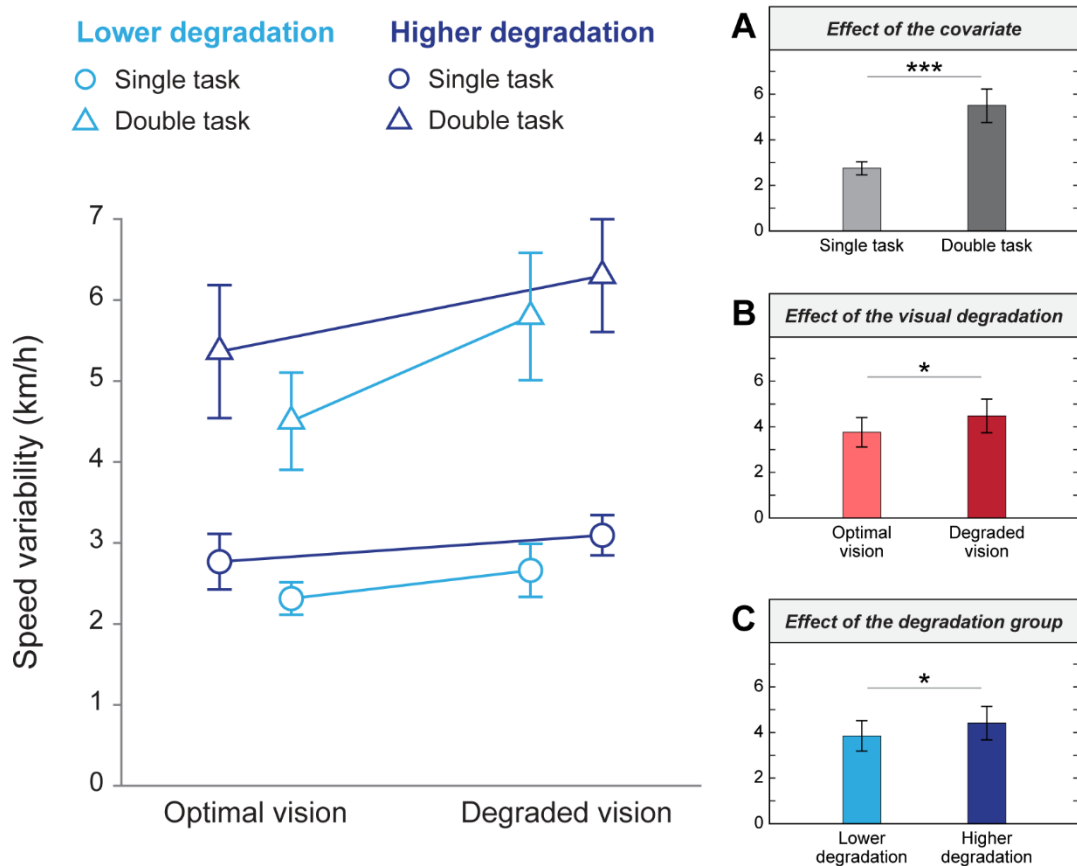 Lower degradation
Single task
Double task
Higher degradation
Single task
Double task
Speed variability (km/h)
7
6
5
4
3
2
1
0
Optimal vision
Degraded vision
A
Effect of the covariate
***
6
4
2
0
Single task
Double task
B
Effect of the visual degradation
*
6
4
2
0
Optimal
vision
Degraded
vision
C
Effect of the degradation group
*
6
4
2
0
Lower
degradation
Higher
degradation